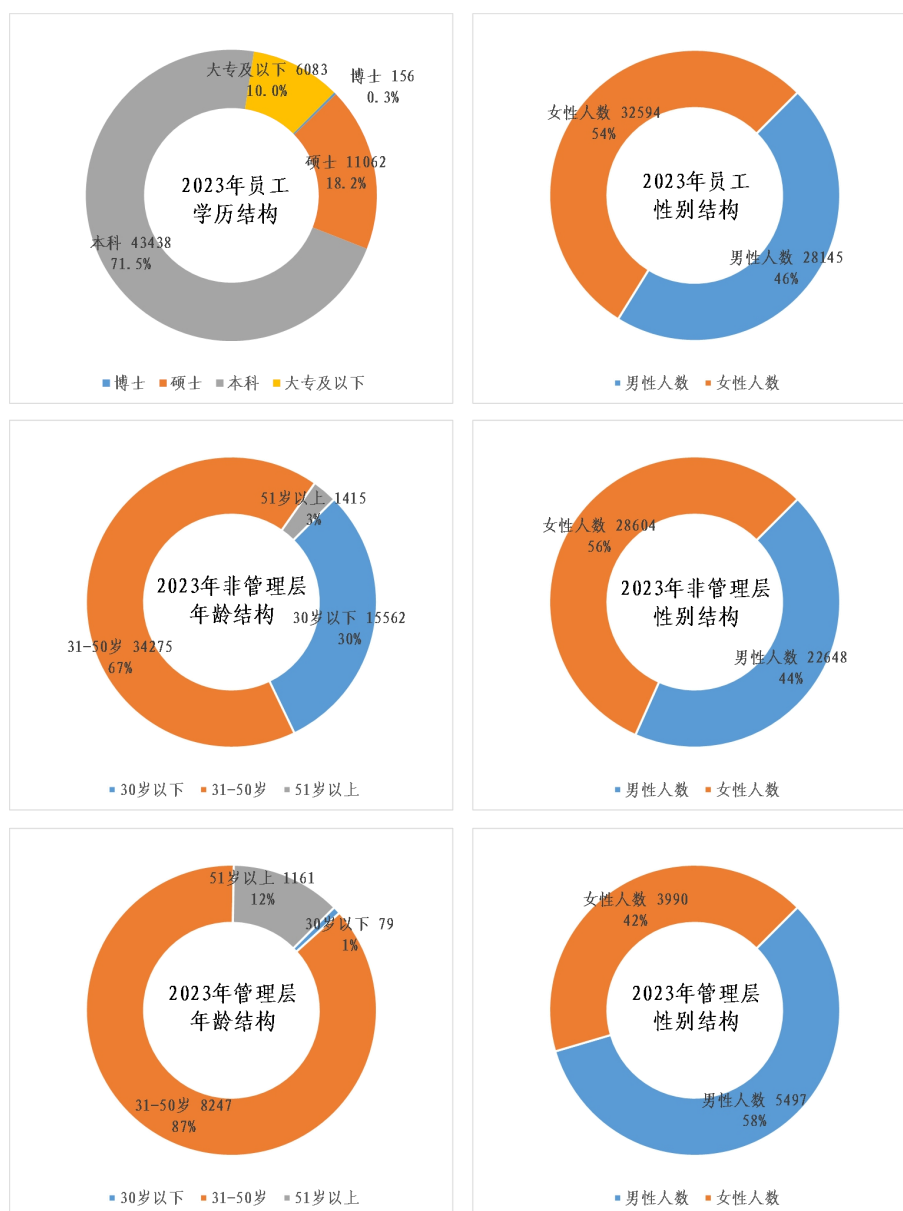 大专及以下 6083
10.0%
博士 156
0.3%
硕士 11062
18.2%
2023年员工
学历结构
本科 43438
71.5%
博士 硕士 本科 大专及以下
女性人数 32594
54%
2023年员工
性别结构
男性人数 28145
46%
男性人数 女性人数
51岁以上 1415
3%
2023年非管理层
年龄结构
30岁以下 15562
30%
31-50岁 34275
67%
30岁以下 31-50岁 51岁以上
女性人数 28604
56%
2023年非管理层
性别结构
男性人数 22648
44%
男性人数 女性人数
51岁以上 1161
12%
30岁以下 79
1%
2023年管理层
年龄结构
31-50岁 8247
87%
30岁以下 31-50岁 51岁以上
女性人数 3990
42%
2023年管理层
性别结构
男性人数 5497
58%
男性人数 女性人数